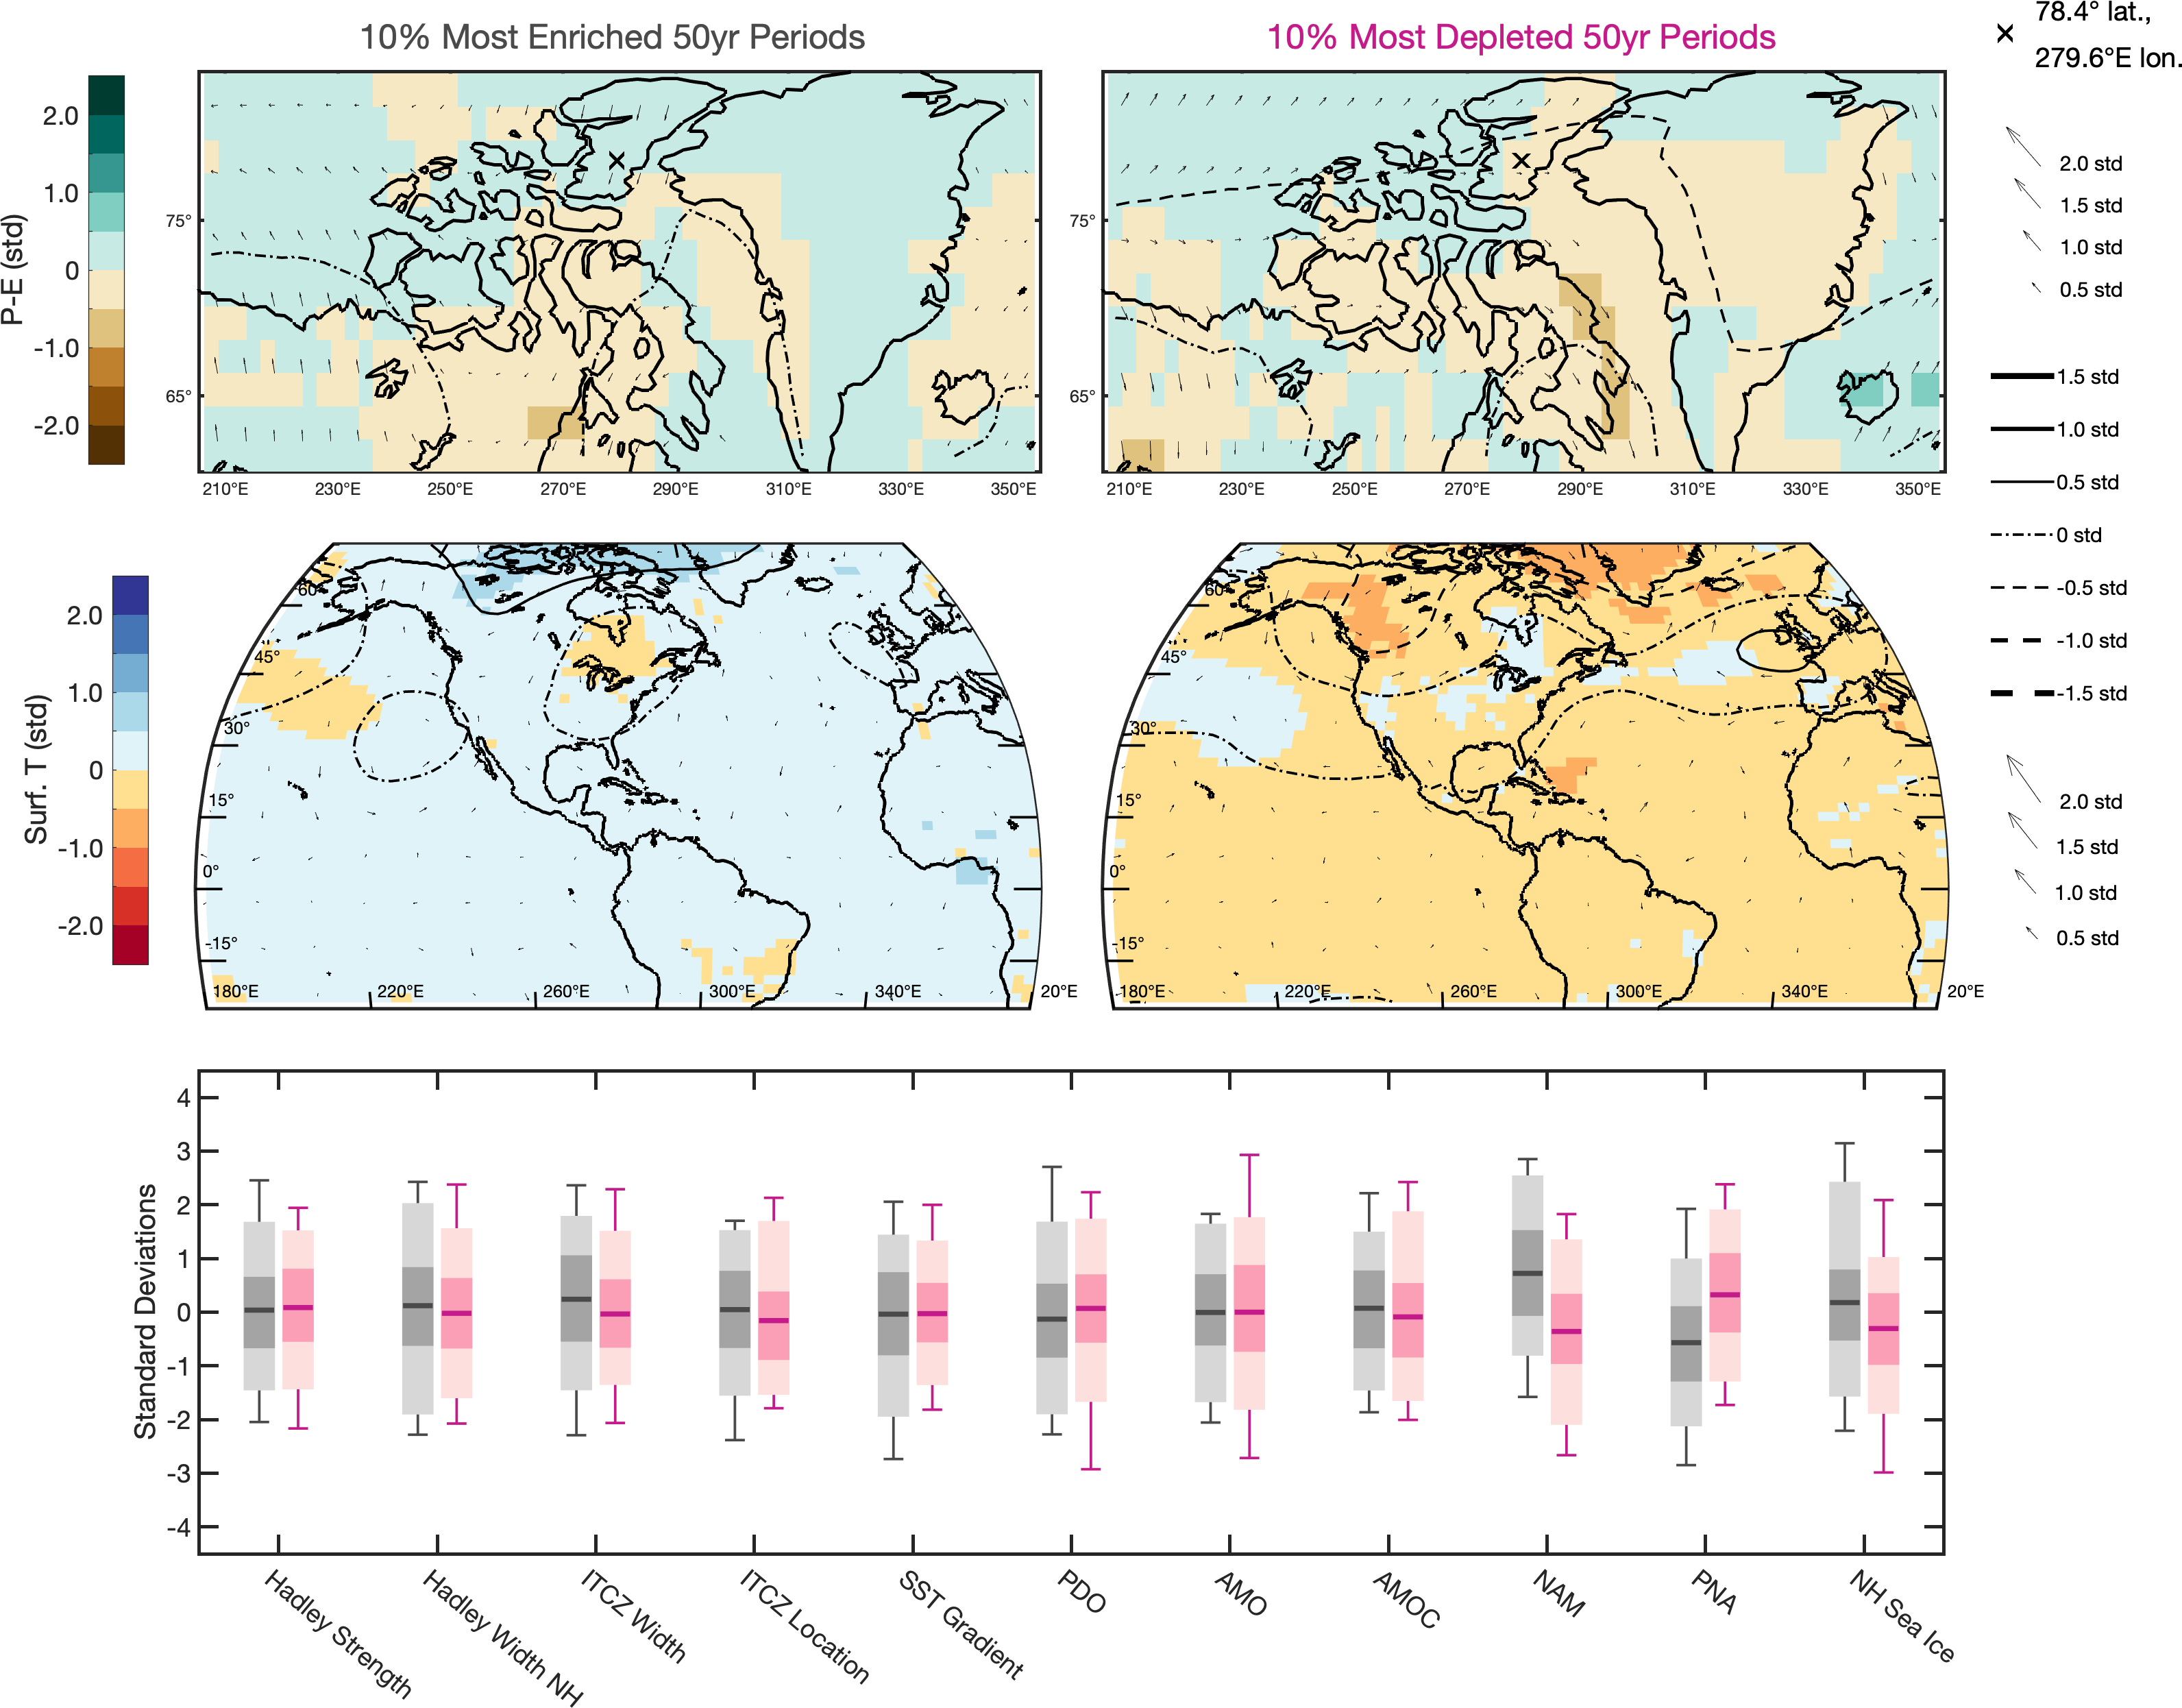 10% Most Enriched 50yr Periods
10% Most Depleted 50yr Periods
78.4° lat.,
279.6°E lon.
P-E (std)
2.0
1.0
0
-1.0
-2.0
75°
65°
210°E 230°E 250°E 270°E 290°E 310°E 330°E 350°E
75°
65°
210°E 230°E 250°E 270°E 290°E 310°E 330°E 350°E
2.0 std
1.5 std
1.0 std
0.5 std
1.5 std
1.0 std
0.5 std
0 std
-0.5 std
-1.0 std
-1.5 std
Surf. T (std)
2.0
1.0
0
-1.0
-2.0
60°
45°
30°
15°
0°
-15°
180°E 220°E 260°E 300°E 340°E 20°E
60°
45°
30°
15°
0°
-15°
180°E 220°E 260°E 300°E 340°E 20°E
2.0 std
1.5 std
1.0 std
0.5 std
Standard Deviations
4
3
2
1
0
-1
-2
-3
-4
Hadley Strength
Hadley Width NH
ITCZ Width
ITCZ Location
SST Gradient
PDO
AMO
AMOC
NAM
PNA
NH Sea Ice